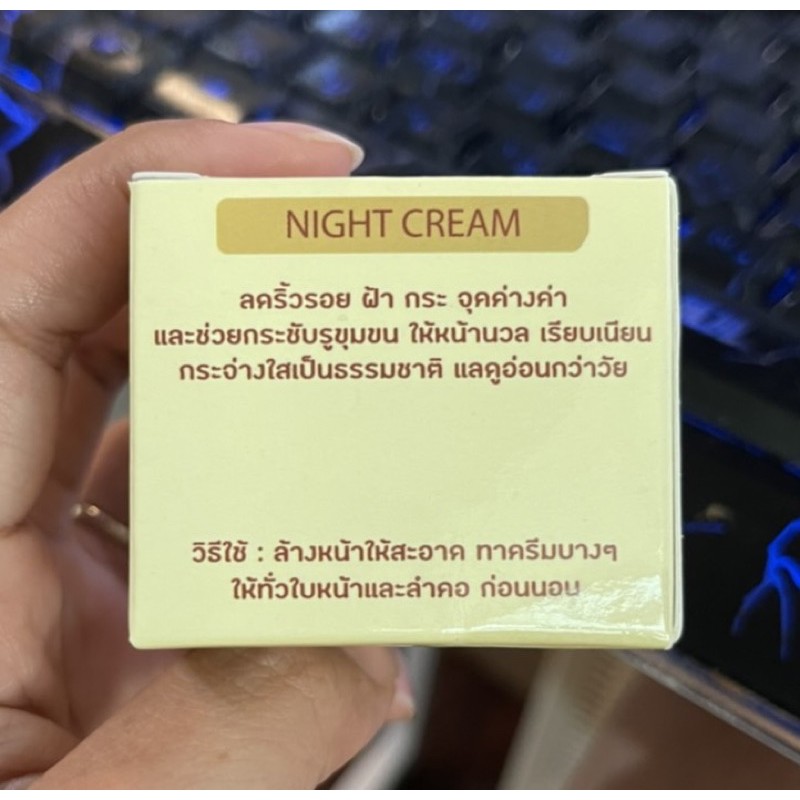 NIGHT CREAM
ลดริ้วรอย ฝ้า กระ จุดด่างดำ
และช่วยกระชับรูขุมขน ให้หน้านวล เรียบเนียน
กระจ่างใสเป็นธรรมชาติ แลดูอ่อนกว่าวัย
วิธีใช้ : ล้างหน้าให้สะอาด ทาครีมบางๆ
ให้ทั่วใบหน้าและลำคอ ก่อนนอน